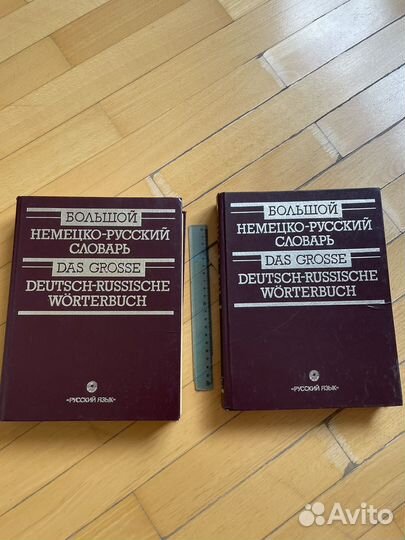 БОЛЬШОЙ
НЕМЕЦКО-РУССКИЙ
СЛОВАРЬ
DAS GROSSE
DEUTSCH-RUSSISCHE
WÖRTERBUCH
«РУССКИЙ ЯЗЫК»
БОЛЬШОЙ
НЕМЕЦКО-РУССКИЙ
СЛОВАРЬ
DAS GROSSE
DEUTSCH-RUSSISCHE
WÖRTERBUCH
«РУССКИЙ ЯЗЫК»
Avito